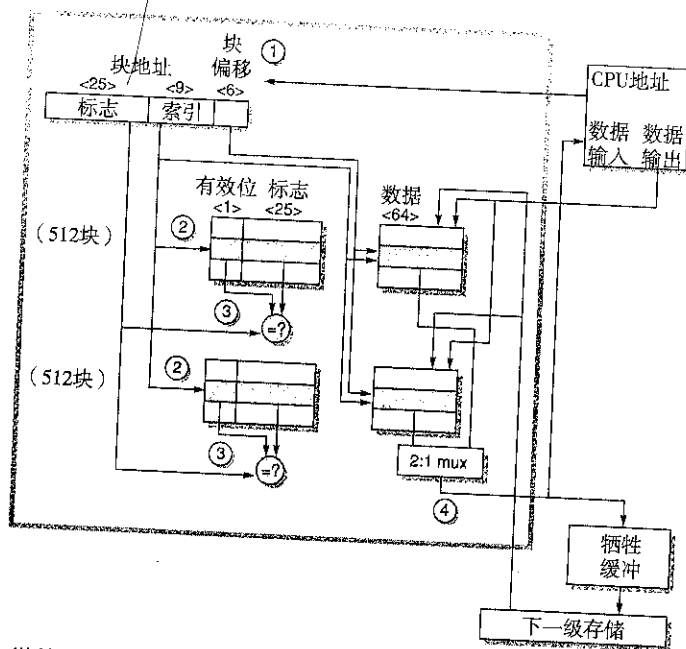 块
偏移
①
块地址
<25>
<9>
<6>
标志
索引
CPU地址
数据
输入
数据
输出
有效位 标志
<1>
<25>
数据
<64>
（512块）
②
③
=?
（512块）
②
③
=?
2:1 mux
④
牺牲
缓冲
下一级存储